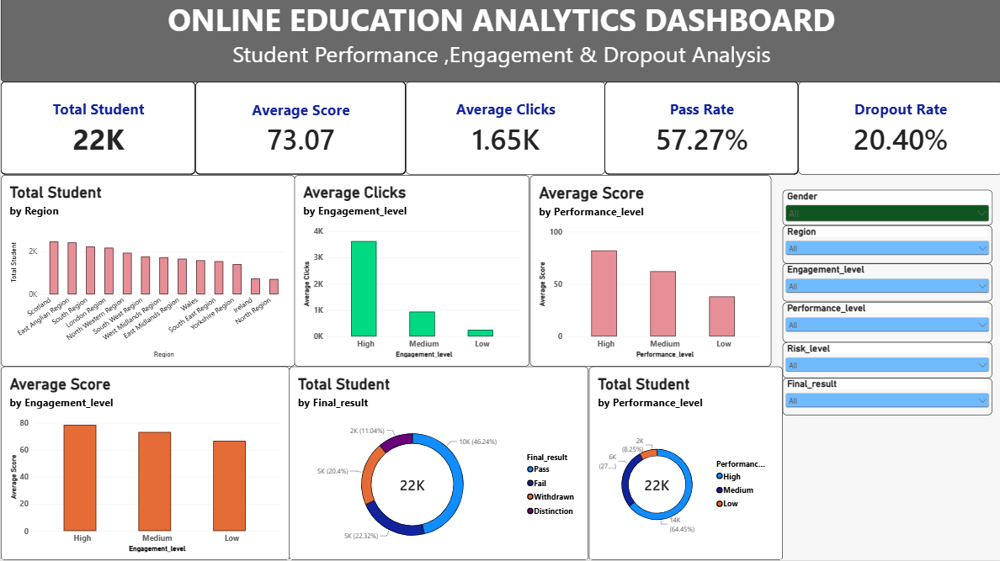 ONLINE EDUCATION ANALYTICS DASHBOARD
Student Performance ,Engagement & Dropout Analysis
Total Student
22K
Average Score
73.07
Average Clicks
1.65K
Pass Rate
57.27%
Dropout Rate
20.40%
Total Student
by Region
Total Student
2K
0K
Scotland
East Anglian Region
South Region
London Region
North Western Region
South West Region
West Midlands Region
East Midlands Region
Wales
South East Region
Yorkshire Region
Ireland
North Region
Region
Average Clicks
by Engagement_level
Average Clicks
4K
3K
2K
1K
0K
High
Medium
Low
Engagement_level
Average Score
by Performance_level
Average Score
100
50
0
High
Medium
Low
Performance_level
Gender
All
Region
All
Engagement_level
All
Performance_level
All
Risk_level
All
Final_result
All
Average Score
by Engagement_level
Average Score
80
60
40
20
0
High
Medium
Low
Engagement_level
Total Student
by Final_result
2K (11.04%)
10K (46.24%)
5K (20.4%)
5K (22.32%)
22K
Final_result
Pass
Fail
Withdrawn
Distinction
Total Student
by Performance_level
2K
(8.25%)
6K
(27...)
14K
(64.45%)
22K
Performanc...
High
Medium
Low